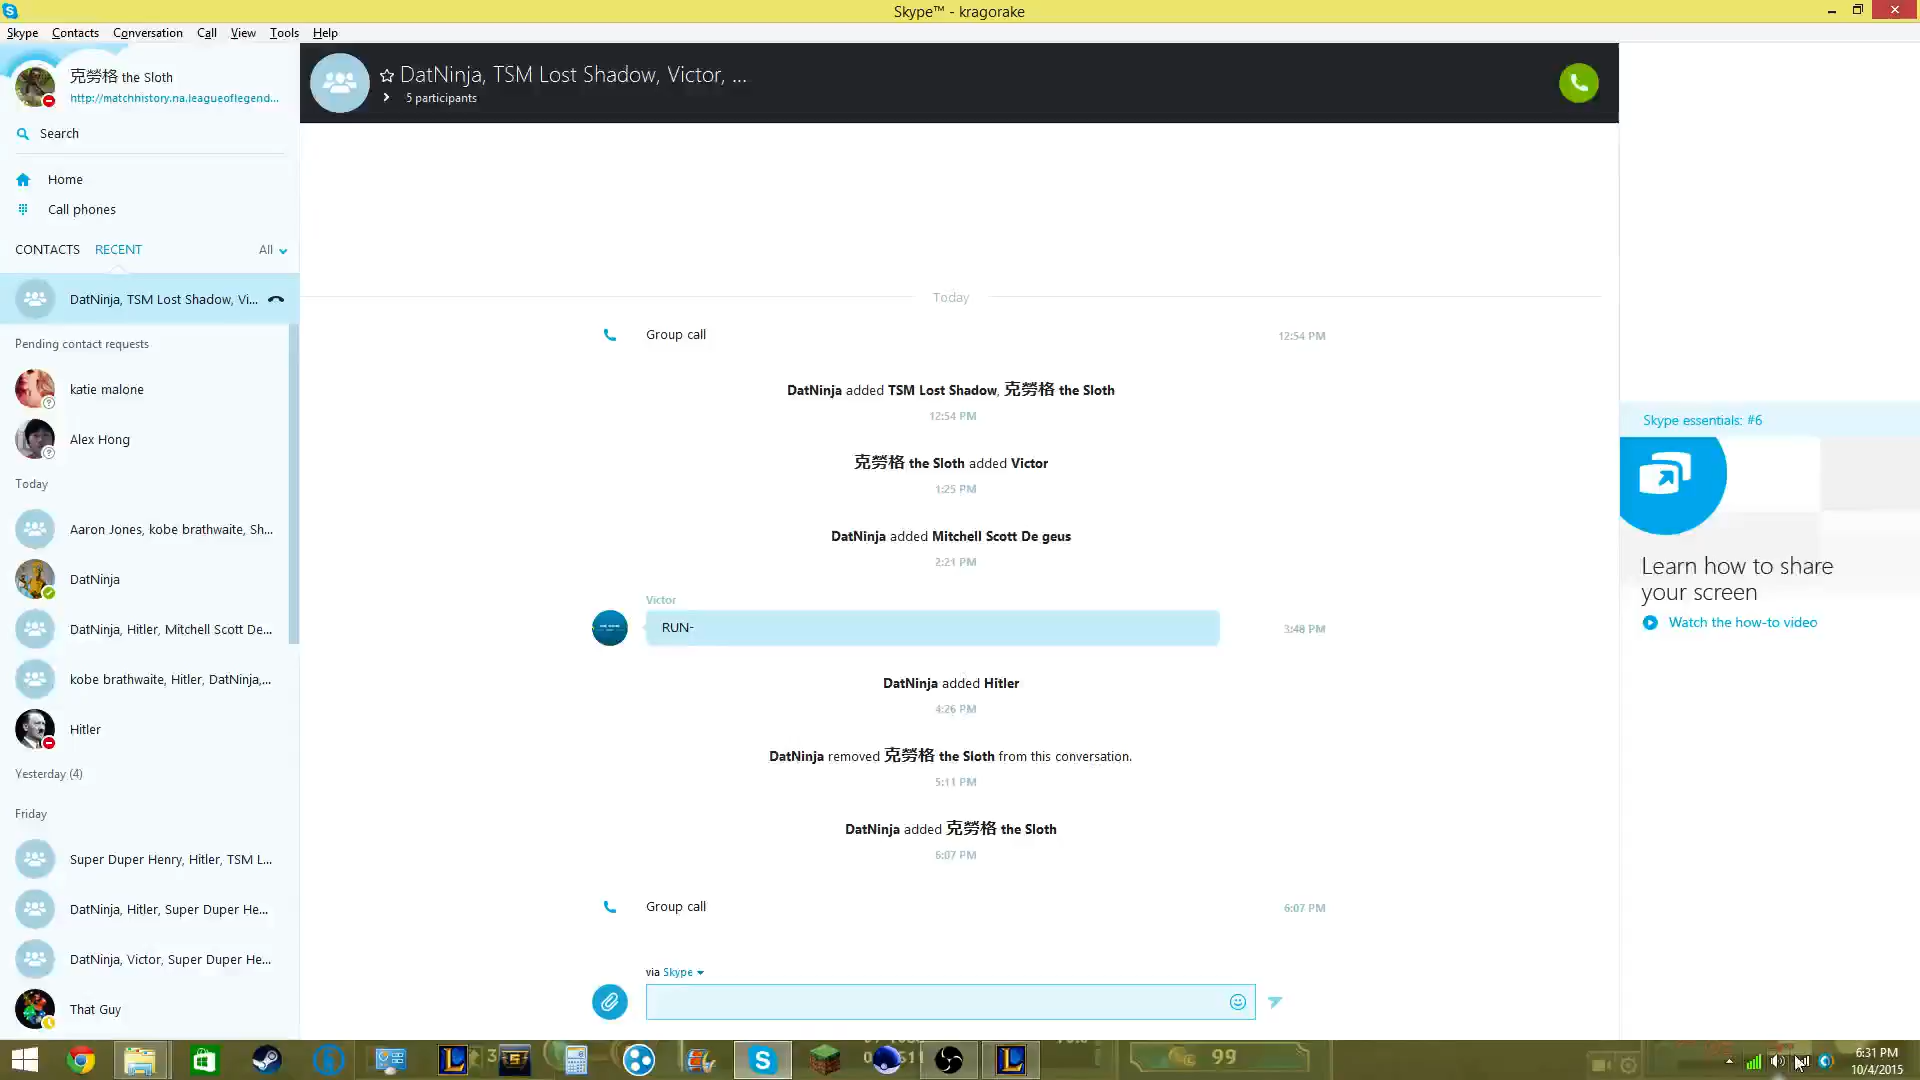 Skype™ - kragorake
Skype Contacts Conversation Call View Tools Help
克勞格 the Sloth
http://matchhistory.na.leagueoflegend...
Search
Home
Call phones
CONTACTS RECENT All
DatNinja, TSM Lost Shadow, Vi...
Pending contact requests
katie malone
Alex Hong
Today
Aaron Jones, kobe brathwaite, Sh...
DatNinja
DatNinja, Hitler, Mitchell Scott De...
kobe brathwaite, Hitler, DatNinja,...
Hitler
Yesterday (4)
Friday
Super Duper Henry, Hitler, TSM L...
DatNinja, Hitler, Super Duper He...
DatNinja, Victor, Super Duper He...
That Guy
DatNinja, TSM Lost Shadow, Victor, ...
5 participants
Today
Group call 12:54 PM
DatNinja added TSM Lost Shadow, 克勞格 the Sloth
12:54 PM
克勞格 the Sloth added Victor
1:25 PM
DatNinja added Mitchell Scott De geus
2:21 PM
Victor
RUN- 3:48 PM
DatNinja added Hitler
4:26 PM
DatNinja removed 克勞格 the Sloth from this conversation.
5:11 PM
DatNinja added 克勞格 the Sloth
6:07 PM
Group call 6:07 PM
via Skype
Skype essentials: #6
Learn how to share
your screen
Watch the how-to video
99
6:31 PM
10/4/2015